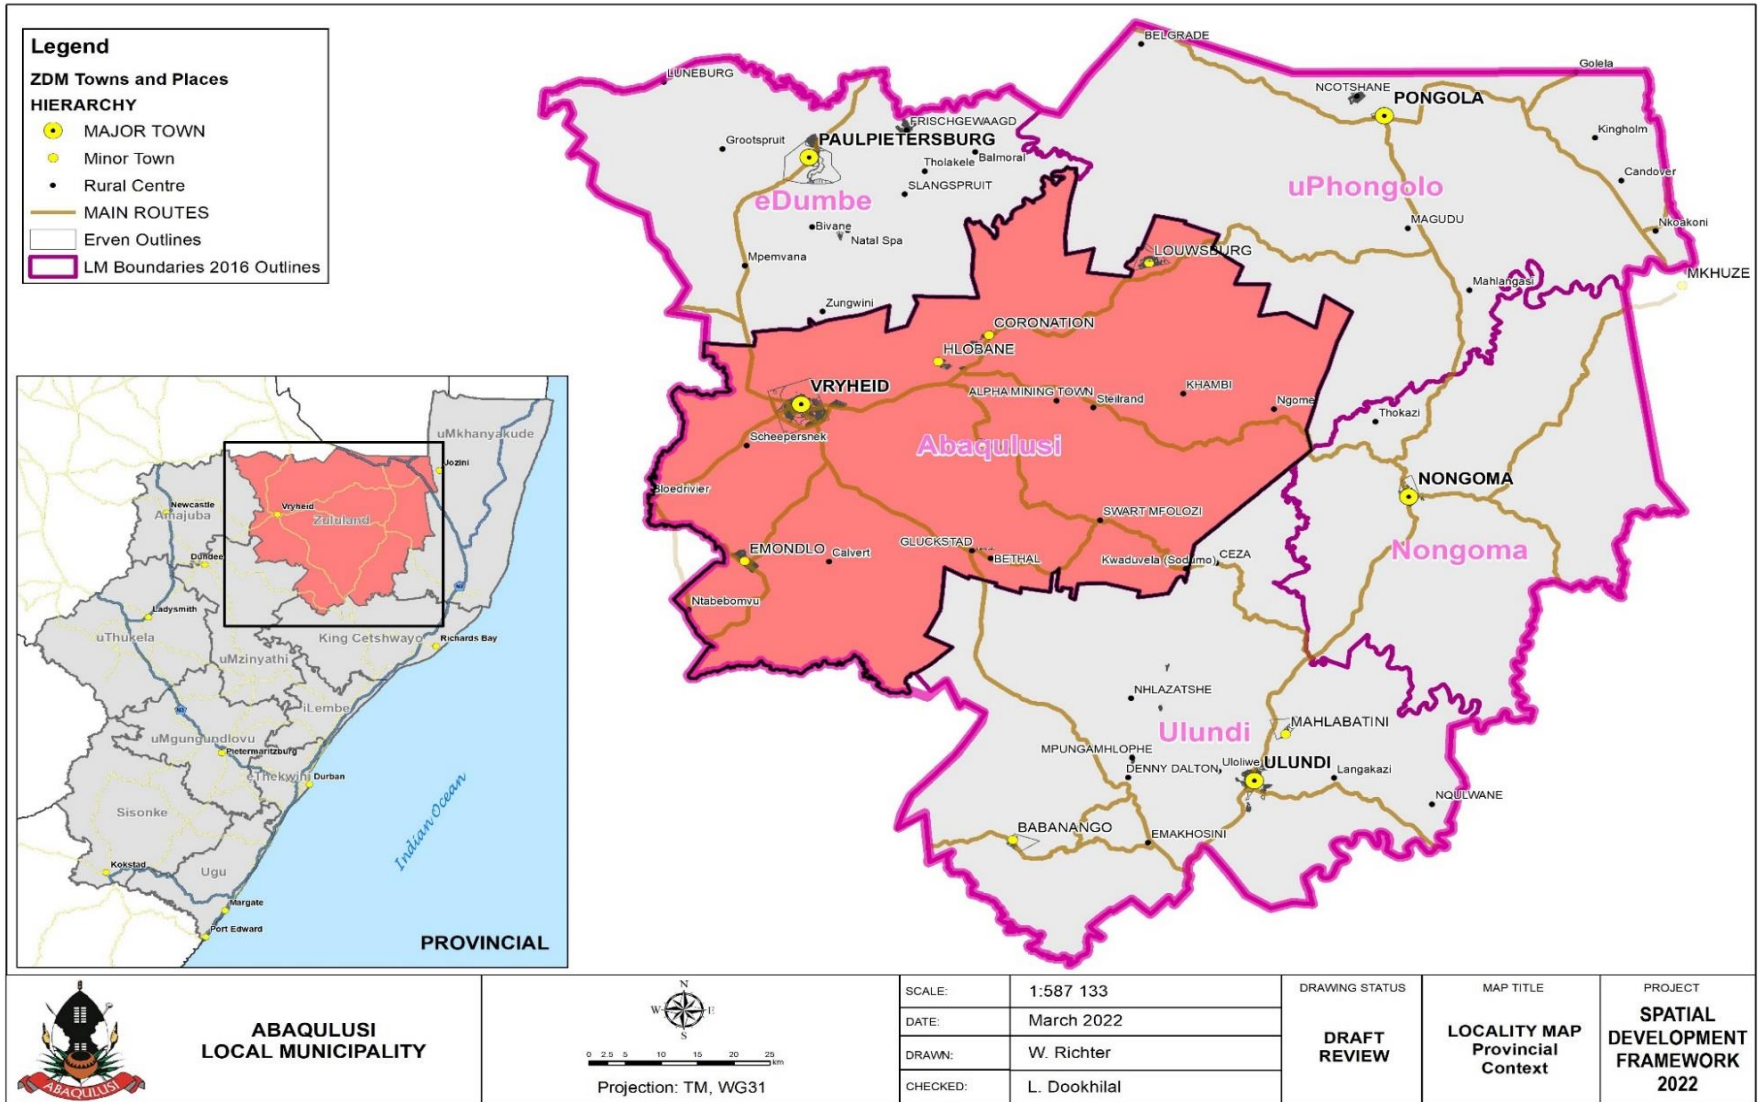 Legend
ZDM Towns and Places
HIERARCHY
MAJOR TOWN
Minor Town
Rural Centre
MAIN ROUTES
Erven Outlines
LM Boundaries 2016 Outlines
BELGRADE
Golela
LUNEBURG
NCOTSHANE
PONGOLA
FRISCHGEWAAGD
Kingholm
PAULPIETERSBURG
Grootspruit
Tholakele
Balmoral
Candover
SLANGSPRUIT
uPhongolo
eDumbe
MAGUDU
Nkoakoni
Bivane
Natal Spa
Mpemvana
LOUWSBURG
MKHUZE
Mahlangasi
Zungwini
CORONATION
HLOBANE
VRYHEID
ALPHA MINING TOWN
Steilrand
KHAMBI
Ngome
Thokazi
Scheepersnek
Abaqulusi
NONGOMA
Bloedrivier
SWART MFOLOZI
EMONDLO
Calvert
GLUCKSTAD
BETHAL
Kwaduvela (Sodumo)
CEZA
Nongoma
Ntabebomvu
NHLAZATSHE
MAHLABATINI
Ulundi
MPUNGAMHLOPHE
DENNY DALTON
Uloliwe
ULUNDI
Langakazi
NQULWANE
BABANANGO
EMAKHOSINI
uMkhanyakude
Jozini
Newcastle
Amajuba
Vryheid
Zululand
Dundee
N2
Ladysmith
uThukela
King Cetshwayo
Richards Bay
uMzinyathi
iLembe
N3
uMgungundlovu
Pietermaritzburg
eThekwini
Durban
Sisonke
Indian Ocean
Kokstad
Ugu
Margate
Port Edward
PROVINCIAL
ABAQULUSI
ABAQULUSI
LOCAL MUNICIPALITY
N
W E
S
0 2.5 5 10 15 20 25
km
Projection: TM, WG31
SCALE: 1:587 133
DATE: March 2022
DRAWN: W. Richter
CHECKED: L. Dookhilal
DRAWING STATUS
DRAFT
REVIEW
MAP TITLE
LOCALITY MAP
Provincial
Context
PROJECT
SPATIAL
DEVELOPMENT
FRAMEWORK
2022